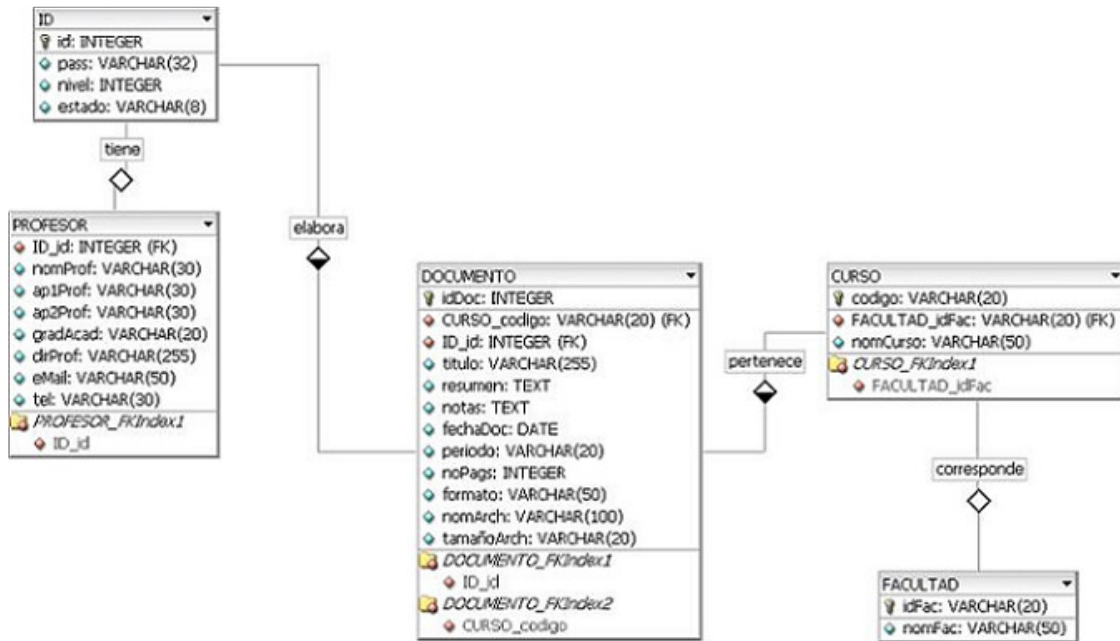 ID
id: INTEGER
pass: VARCHAR(32)
nivel: INTEGER
estado: VARCHAR(8)
tiene
PROFESOR
ID_id: INTEGER (FK)
nomProf: VARCHAR(30)
ap1Prof: VARCHAR(30)
ap2Prof: VARCHAR(30)
gradAcad: VARCHAR(20)
dirProf: VARCHAR(255)
eMail: VARCHAR(50)
tel: VARCHAR(30)
PROFESOR_FKIndex1
ID_id
elabora
DOCUMENTO
idDoc: INTEGER
CURSO_codigo: VARCHAR(20) (FK)
ID_id: INTEGER (FK)
titulo: VARCHAR(255)
resumen: TEXT
notas: TEXT
fechaDoc: DATE
periodo: VARCHAR(20)
noPags: INTEGER
formato: VARCHAR(50)
nomArch: VARCHAR(100)
tamañoArch: VARCHAR(20)
DOCUMENTO_FKIndex1
ID_id
DOCUMENTO_FKIndex2
CURSO_codigo
pertenece
CURSO
codigo: VARCHAR(20)
FACULTAD_idFac: VARCHAR(20) (FK)
nomCurso: VARCHAR(50)
CURSO_FKIndex1
FACULTAD_idFac
corresponde
FACULTAD
idFac: VARCHAR(20)
nomFac: VARCHAR(50)